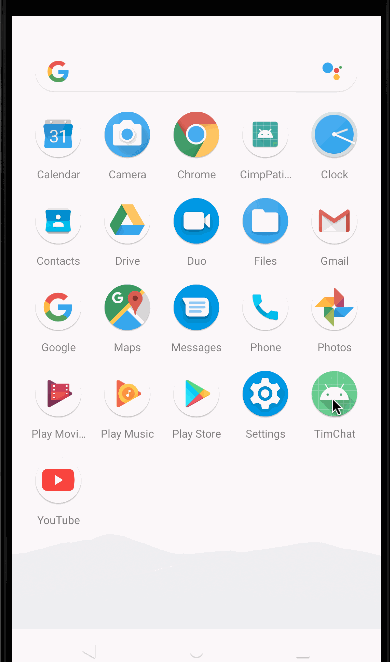 G
31
Calendar Camera Chrome CimpPati... Clock
Contacts Drive Duo Files Gmail
G G
Google Maps Messages Phone Photos
Play Movi... Play Music Play Store Settings TimChat
YouTube